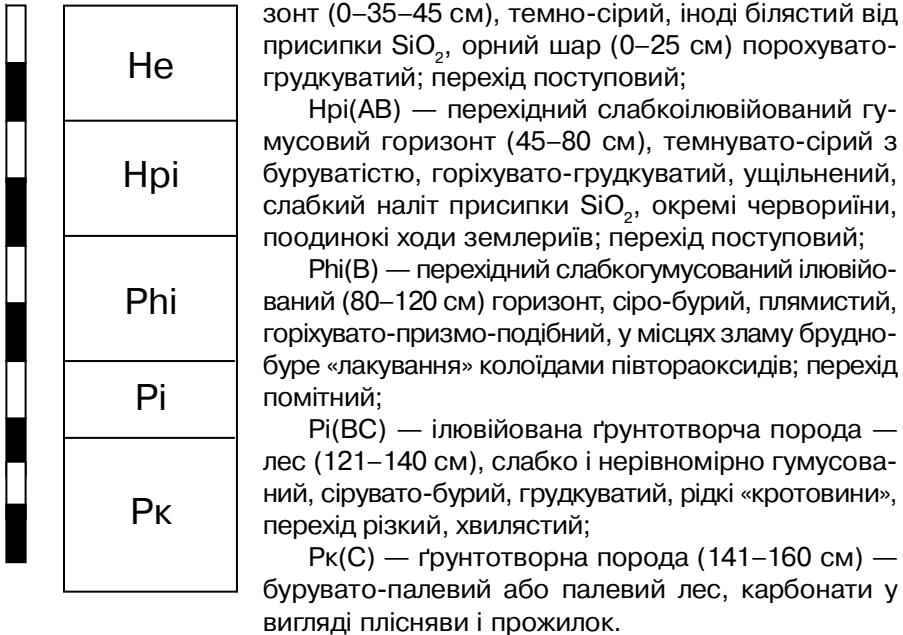 He
Hpi
Phi
Pi
Рк
зонт (0–35–45 см), темно-сірий, іноді білястий від
присипки SiO2, орний шар (0–25 см) порохувато-
грудкуватий; перехід поступовий;
Hpi(AB) — перехідний слабкоілювійований гу-
мусовий горизонт (45–80 см), темнувато-сірий з
буруватістю, горіхувато-грудкуватий, ущільнений,
слабкий наліт присипки SiO2, окремі червориїни,
поодинокі ходи землериїв; перехід поступовий;
Phi(B) — перехідний слабкогумусований ілювійо-
ваний (80–120 см) горизонт, сіро-бурий, плямистий,
горіхувато-призмо-подібний, у місцях зламу брудно-
буре «лакування» колоїдами півтораоксидів; перехід
помітний;
Pi(BC) — ілювійована ґрунтотворча порода —
лес (121–140 см), слабко і нерівномірно гумусова-
ний, сірувато-бурий, грудкуватий, рідкі «кротовини»,
перехід різкий, хвилястий;
Рк(С) — ґрунтотворна порода (141–160 см) —
бурувато-палевий або палевий лес, карбонати у
вигляді плісняви і прожилок.